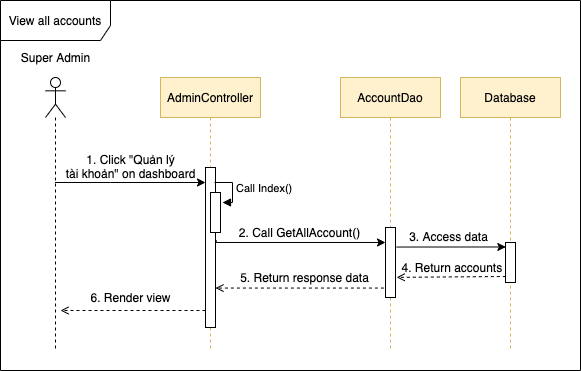 View all accounts
Super Admin
AdminController
AccountDao
Database
1. Click "Quản lý
tài khoản" on dashboard
Call Index()
2. Call GetAllAccount()
3. Access data
4. Return accounts
5. Return response data
6. Render view